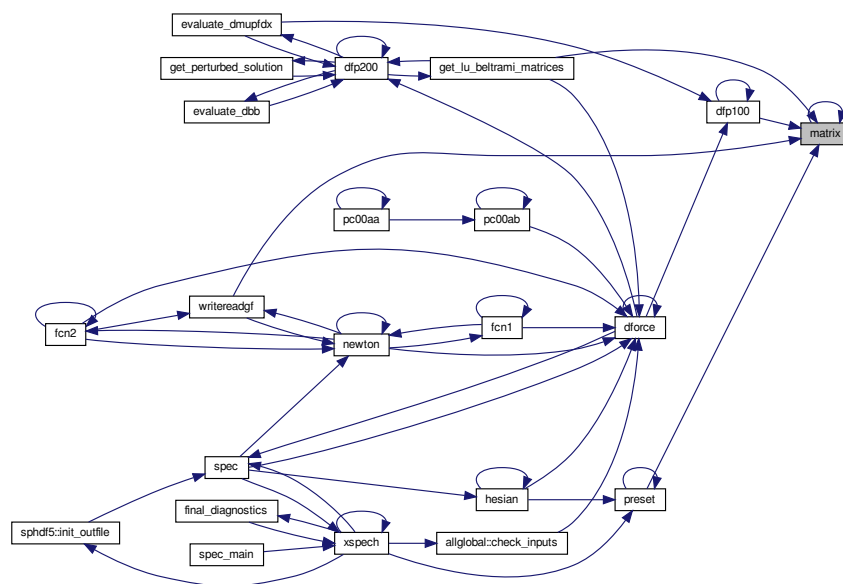 evaluate_dmupfdx
get_perturbed_solution
dfp200
get_lu_beltrami_matrices
evaluate_dbb
dfp100
matrix
pc00aa
pc00ab
writereadgf
fcn2
newton
fcn1
dforce
spec
final_diagnostics
hesian
preset
sphdf5::init_outfile
spec_main
xspech
allglobal::check_inputs